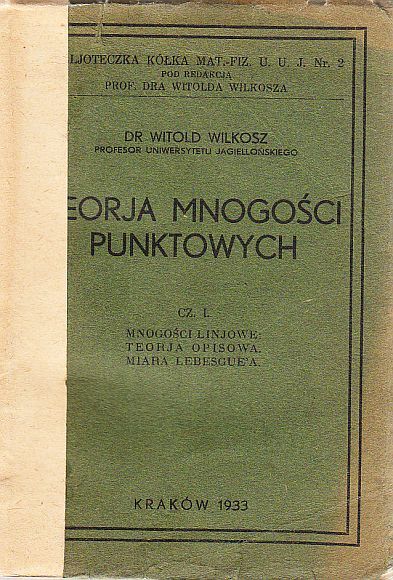 LJOTECZKA KÓŁKA MAT.-FIZ. U. U. J. Nr. 2
POD REDAKCJĄ
PROF. DRA WITOLDA WILKOSZA
DR WITOLD WILKOSZ
PROFESOR UNIWERSYTETU JAGIELLOŃSKIEGO
EORJA MNOGOŚCI
PUNKTOWYCH
CZ. I.
MNOGOŚCI LINJOWE:
TEORJA OPISOWA.
MIARA LEBESGUE'A.
KRAKÓW 1933